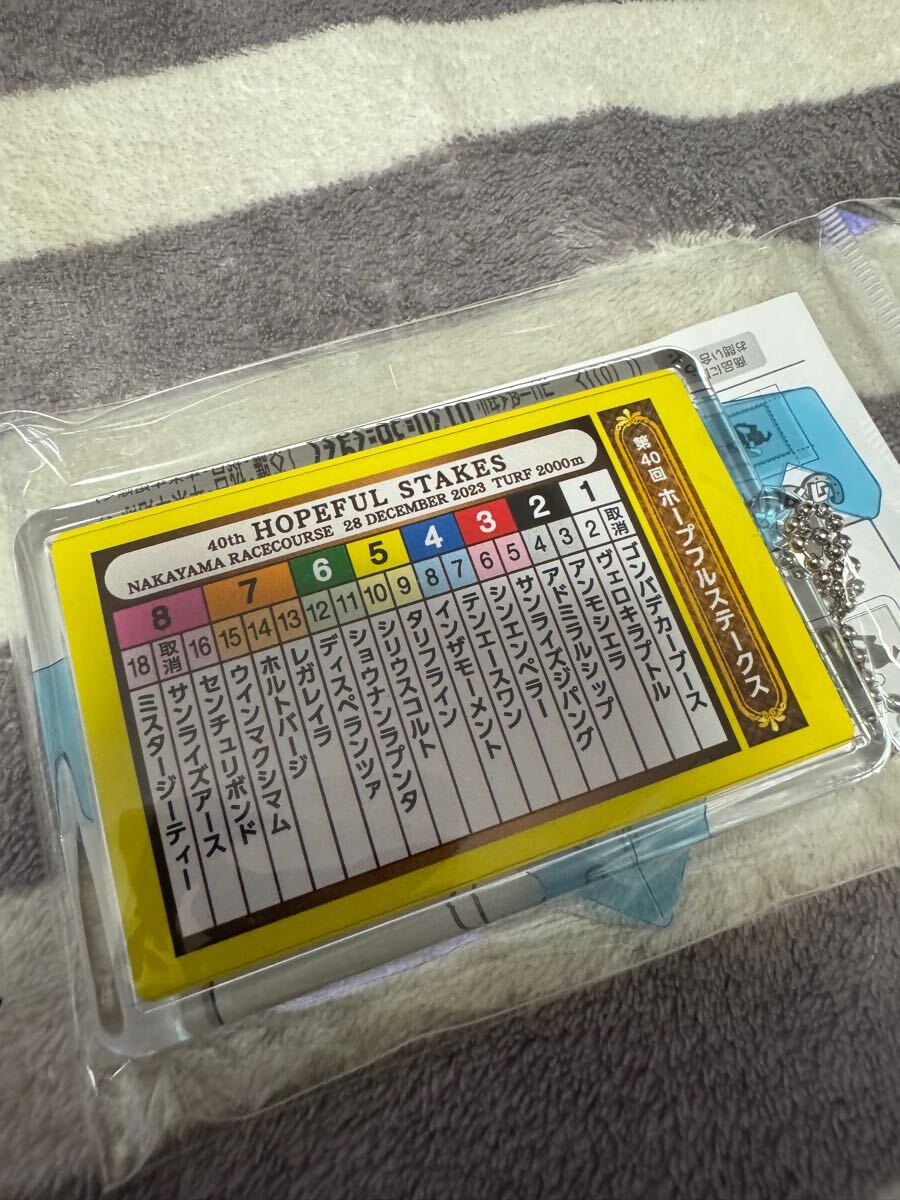 40th HOPEFUL STAKES
NAKAYAMA RACECOURSE 28 DECEMBER 2023 TURF 2000m
第40回 ホープフルステークス
1 2 3 4 5 6 7 8
取消 ゴンバデカーブース
2 ヴェロキラプトル
3 アンモシエラ
4 アドミラルシップ
5 サンライズジパング
6 シンエンペラー
7 テンエースワン
8 インザモーメント
9 タリフライン
10 シリウスコルト
11 ショウナンラプンタ
12 ディスペランツァ
13 レガレイラ
14 ホルトバージ
15 ウインマクシマム
16 センチュリボンド
取消 サンライズアース
18 ミスタージーティー
商品に
お問い合